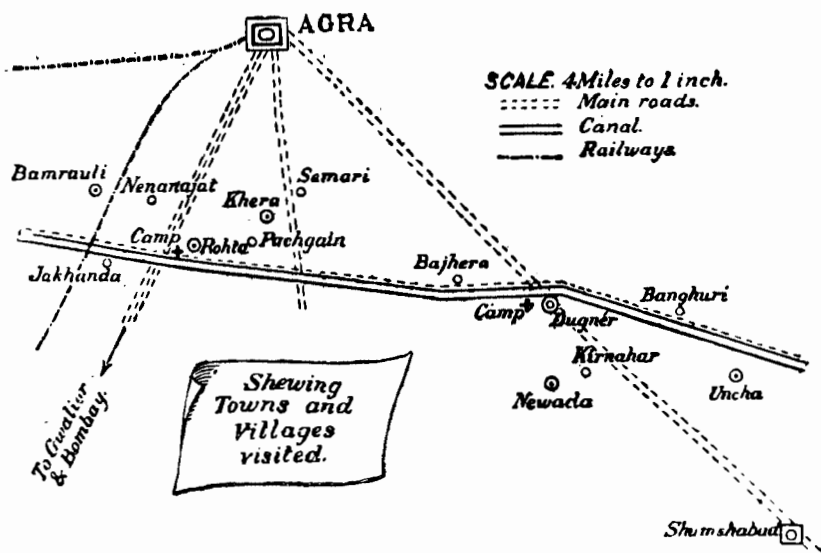 AGRA
SCALE. 4 Miles to 1 inch.
Main roads.
Canal.
Railways.
Bamrauli
Nenanajat
Semari
Khera
Camp
Rohta
Pachgain
Jakhanda
Bajhera
Camp
Dugnér
Banghuri
Kirnahar
Newada
Uncha
To Gwalior
& Bombay.
Shewing
Towns and
Villages
visited.
Shumshabad